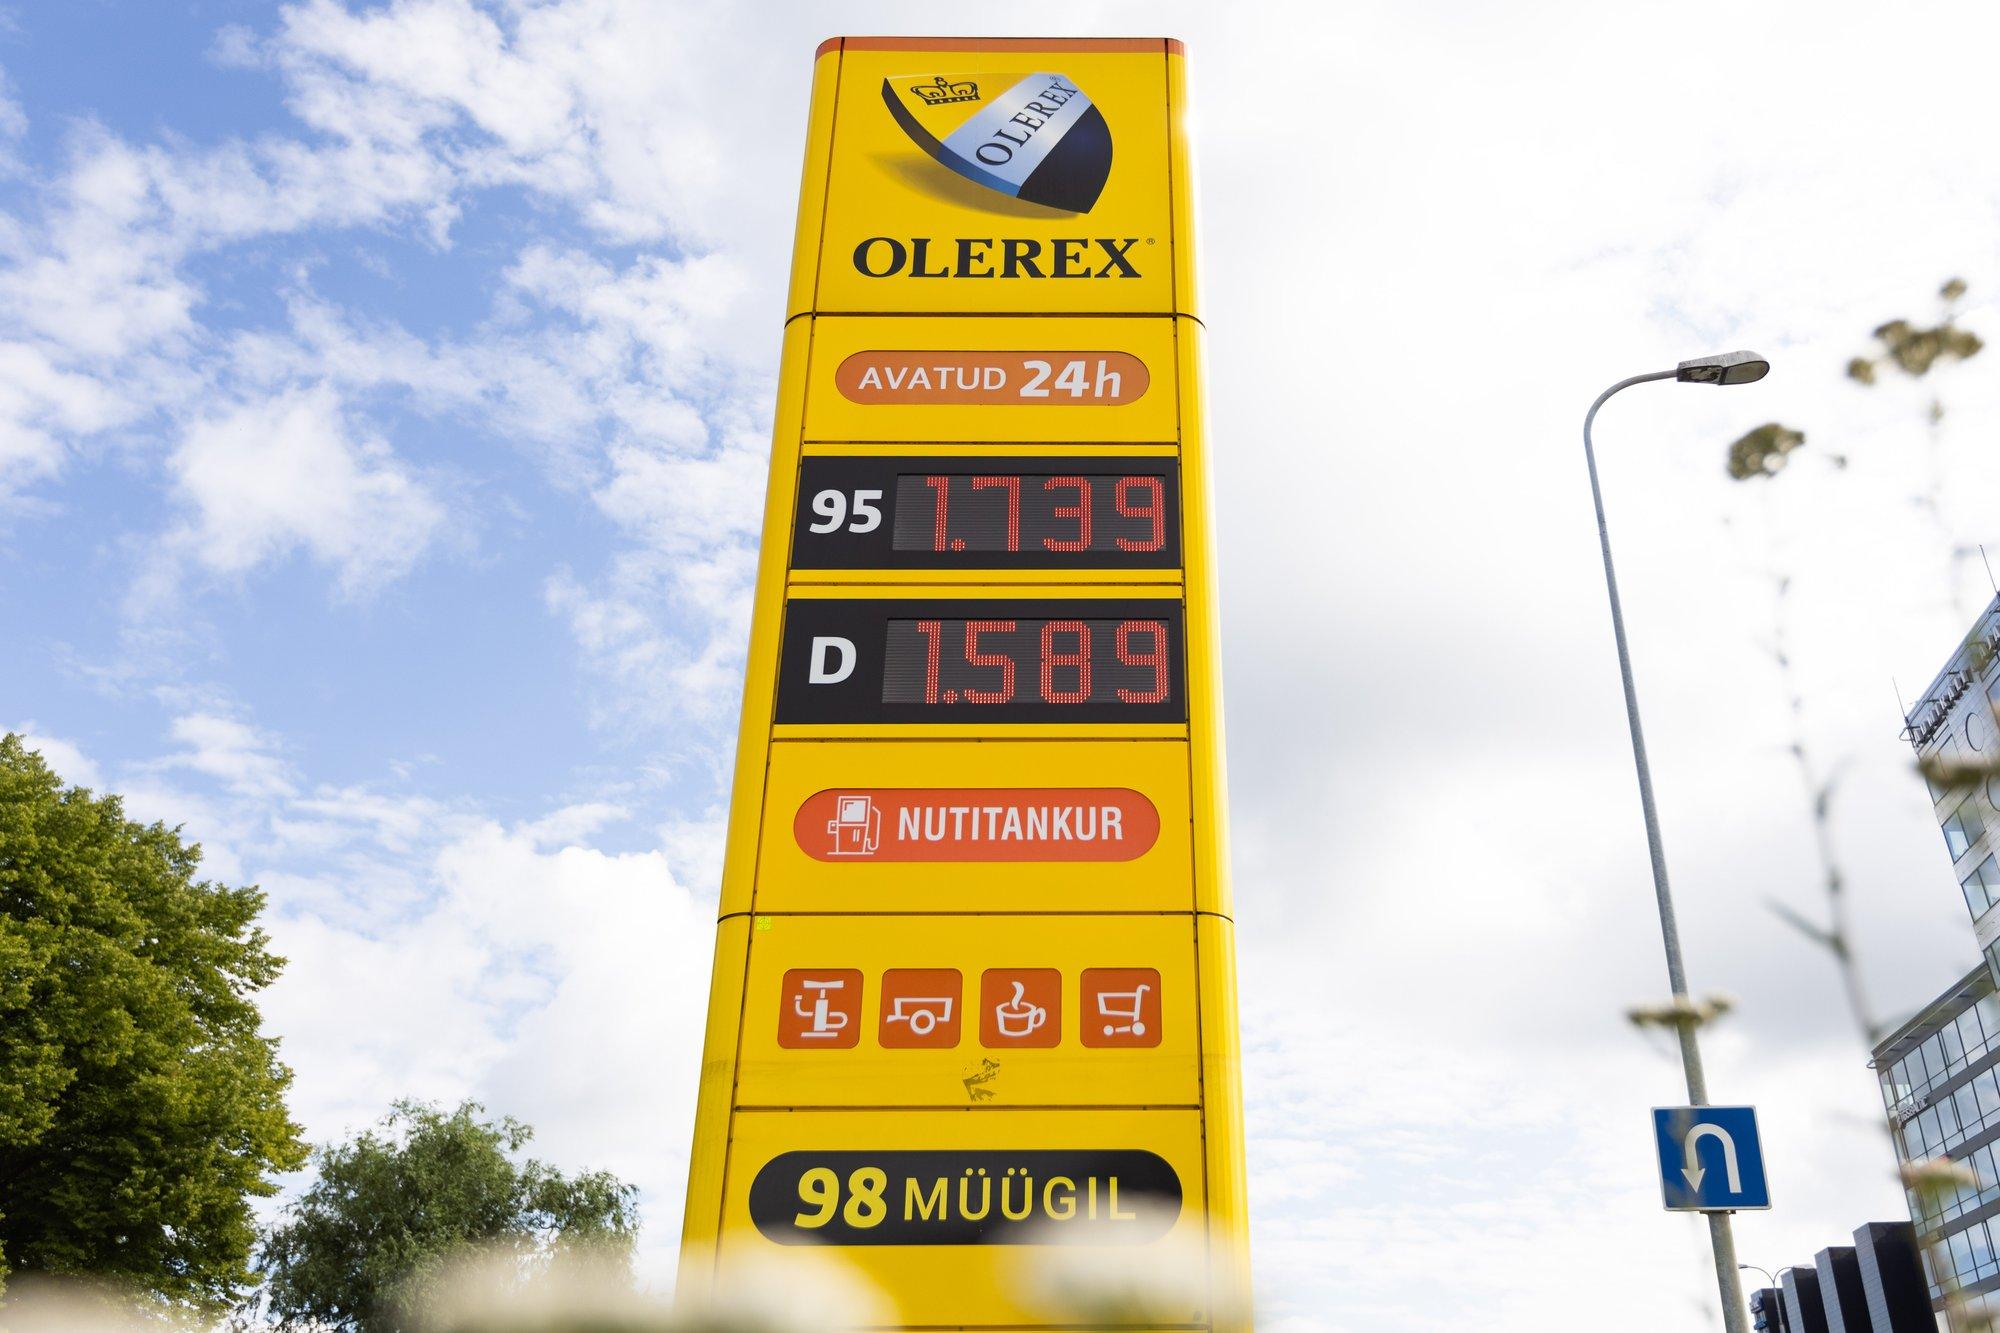 OLEREX
OLEREX
AVATUD 24h
95 1.739
D 1.589
NUTITANKUR
98 MÜÜGIL